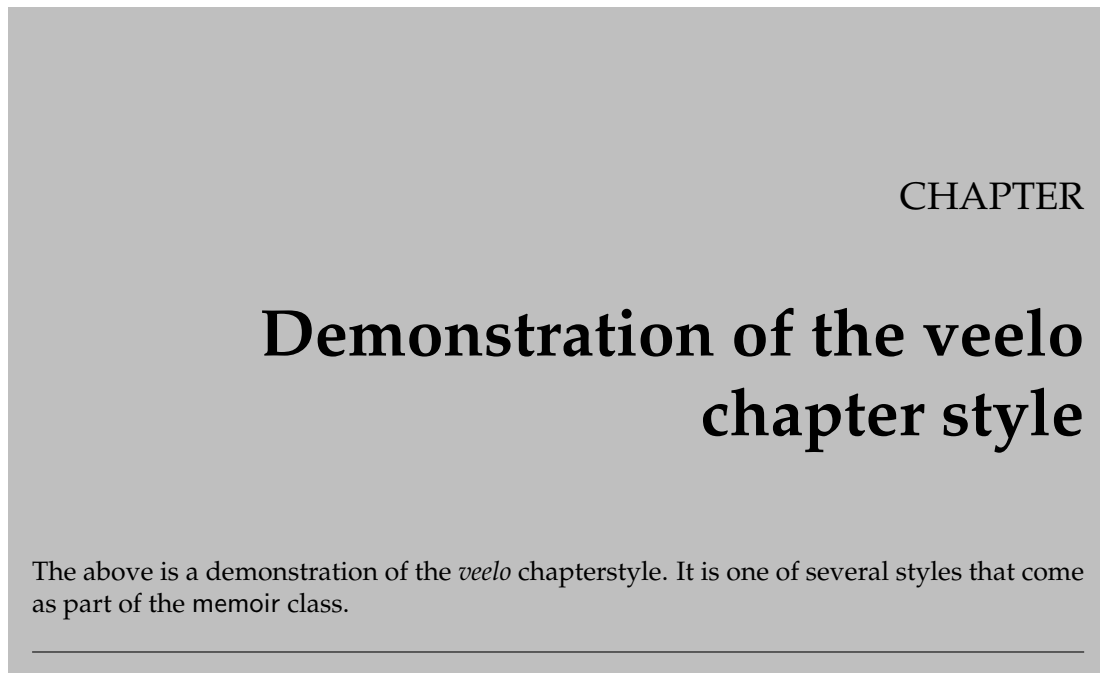 CHAPTER
Demonstration of the veelo
chapter style
The above is a demonstration of the veelo chapterstyle. It is one of several styles that come
as part of the memoir class.